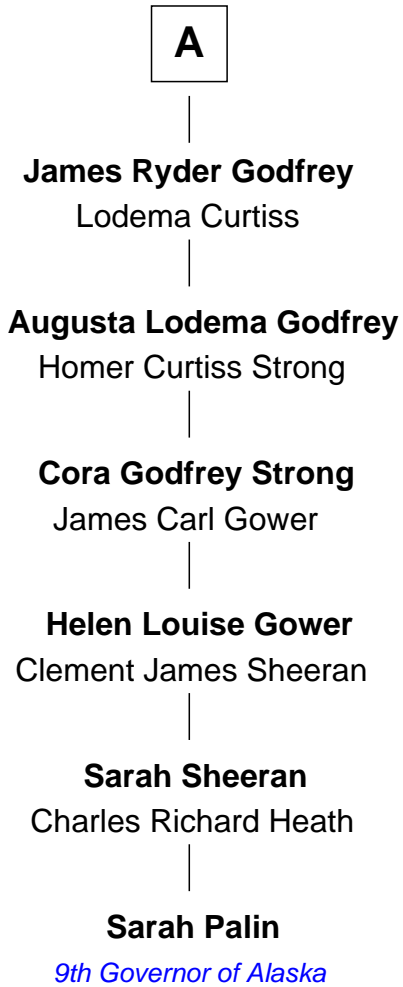 A
James Ryder Godfrey
Lodema Curtiss
Augusta Lodema Godfrey
Homer Curtiss Strong
Cora Godfrey Strong
James Carl Gower
Helen Louise Gower
Clement James Sheeran
Sarah Sheeran
Charles Richard Heath
Sarah Palin
9th Governor of Alaska